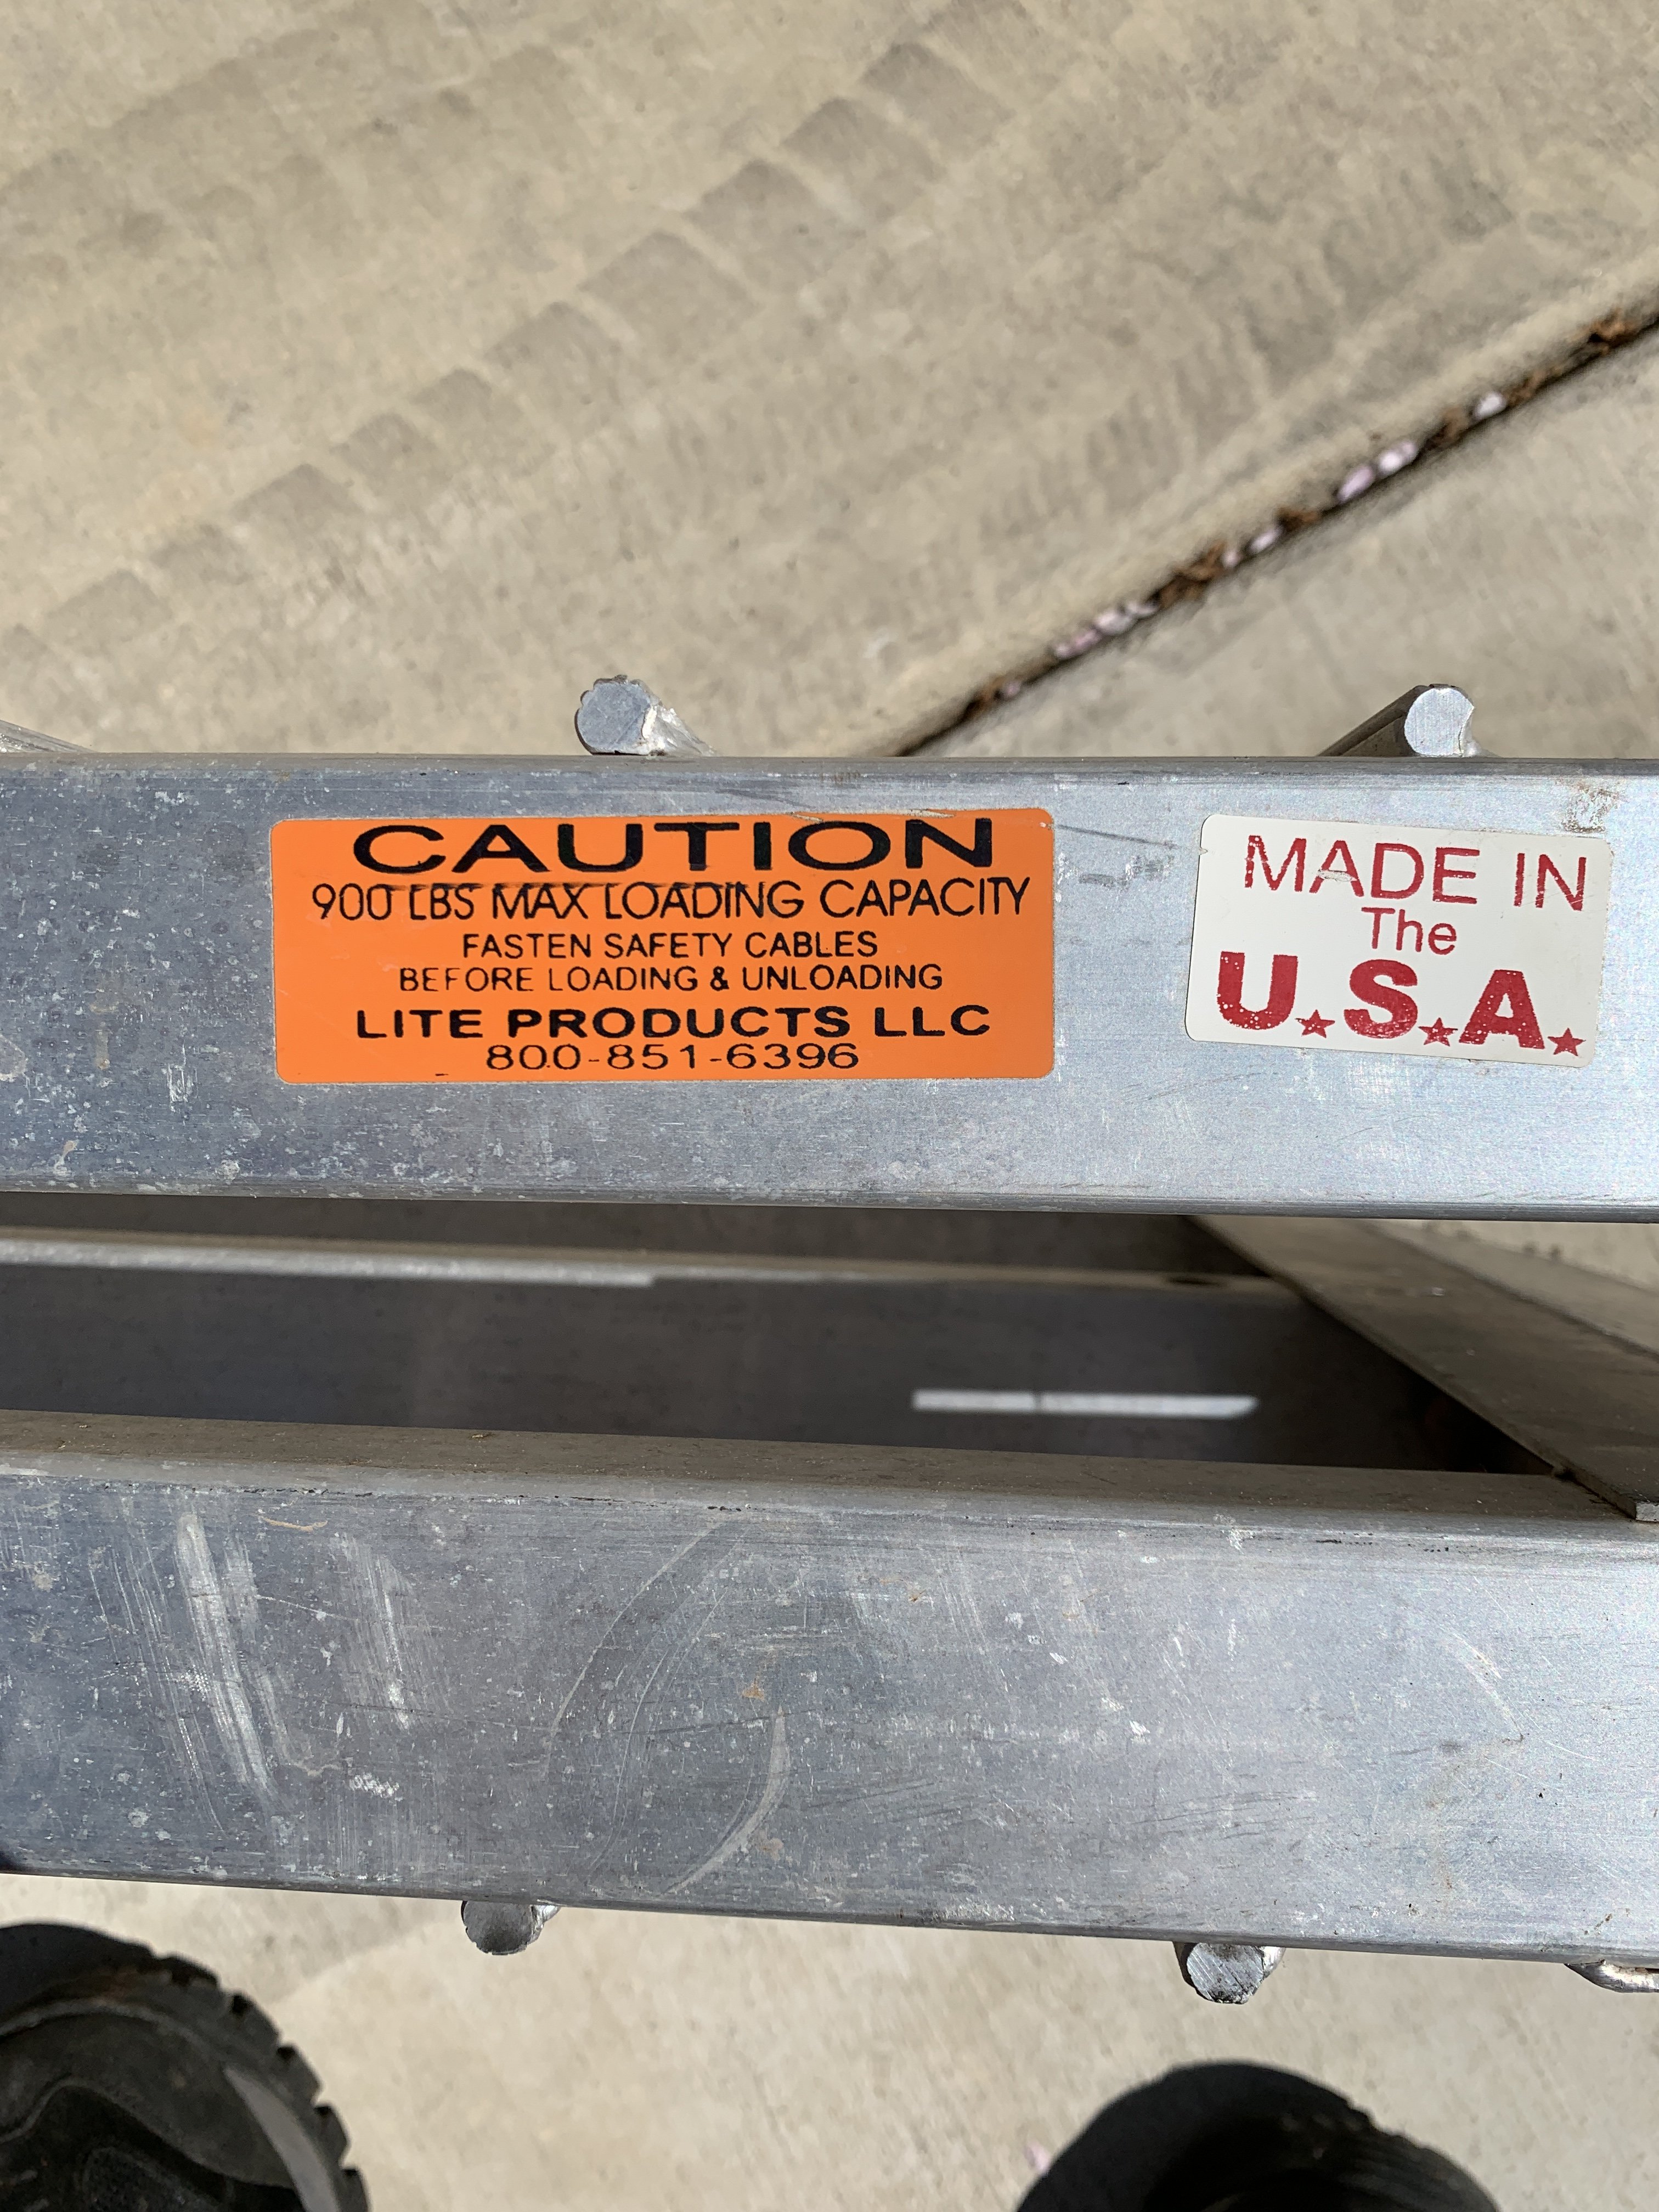 CAUTION
900 LBS MAX LOADING CAPACITY
FASTEN SAFETY CABLES
BEFORE LOADING & UNLOADING
LITE PRODUCTS LLC
800-851-6396
MADE IN
The
U.S.A.